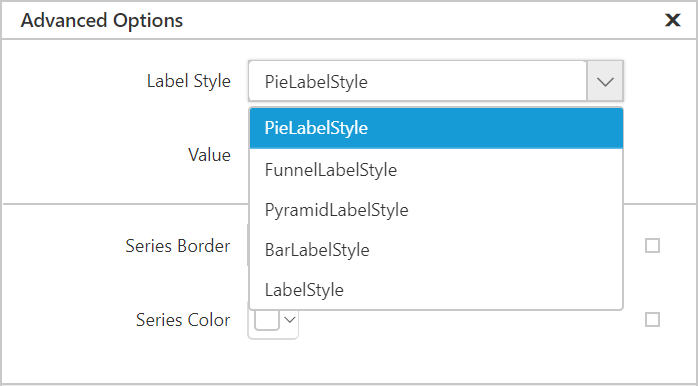 Advanced Options
Label Style PieLabelStyle
PieLabelStyle
Value
FunnelLabelStyle
PyramidLabelStyle
Series Border BarLabelStyle
LabelStyle
Series Color